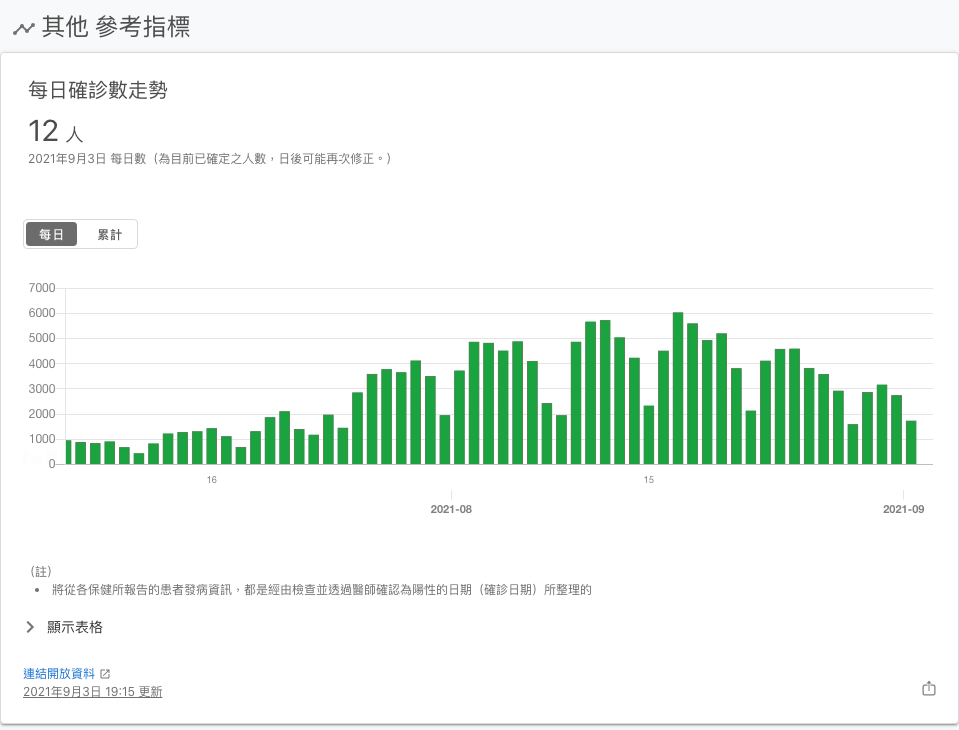 其他 參考指標
每日確診數走勢
12 人
2021年9月3日 每日數（為目前已確定之人數，日後可能再次修正。）
每日 累計
7000
6000
5000
4000
3000
2000
1000
0
16 15
2021-08 2021-09
（註）
• 將從各保健所報告的患者發病資訊，都是經由檢查並透過醫師確認為陽性的日期（確診日期）所整理的
顯示表格
連結開放資料
2021年9月3日 19:15 更新